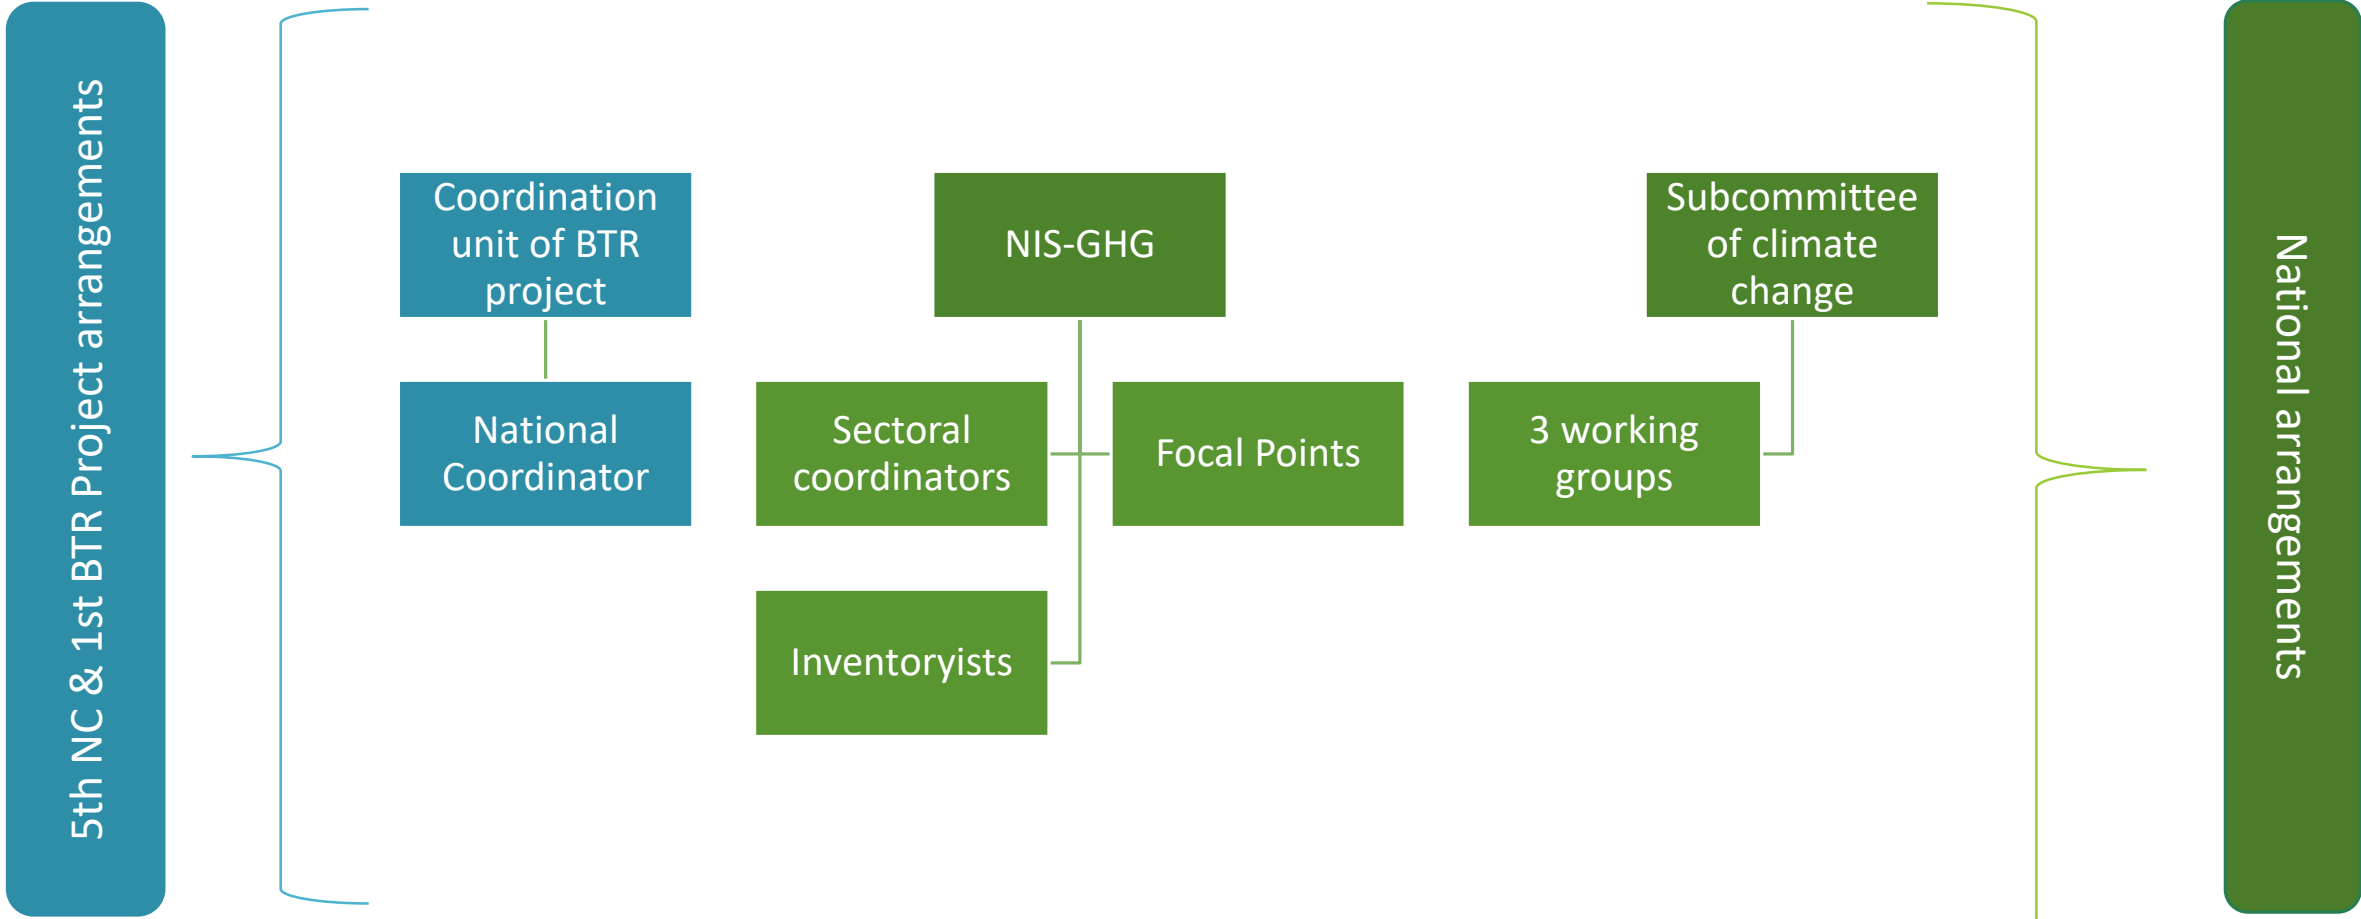 5th NC & 1st BTR Project arrangements
Coordination
unit of BTR
project
National
Coordinator
NIS-GHG
Sectoral
coordinators
Focal Points
Inventoryists
Subcommittee
of climate
change
3 working
groups
National arrangements